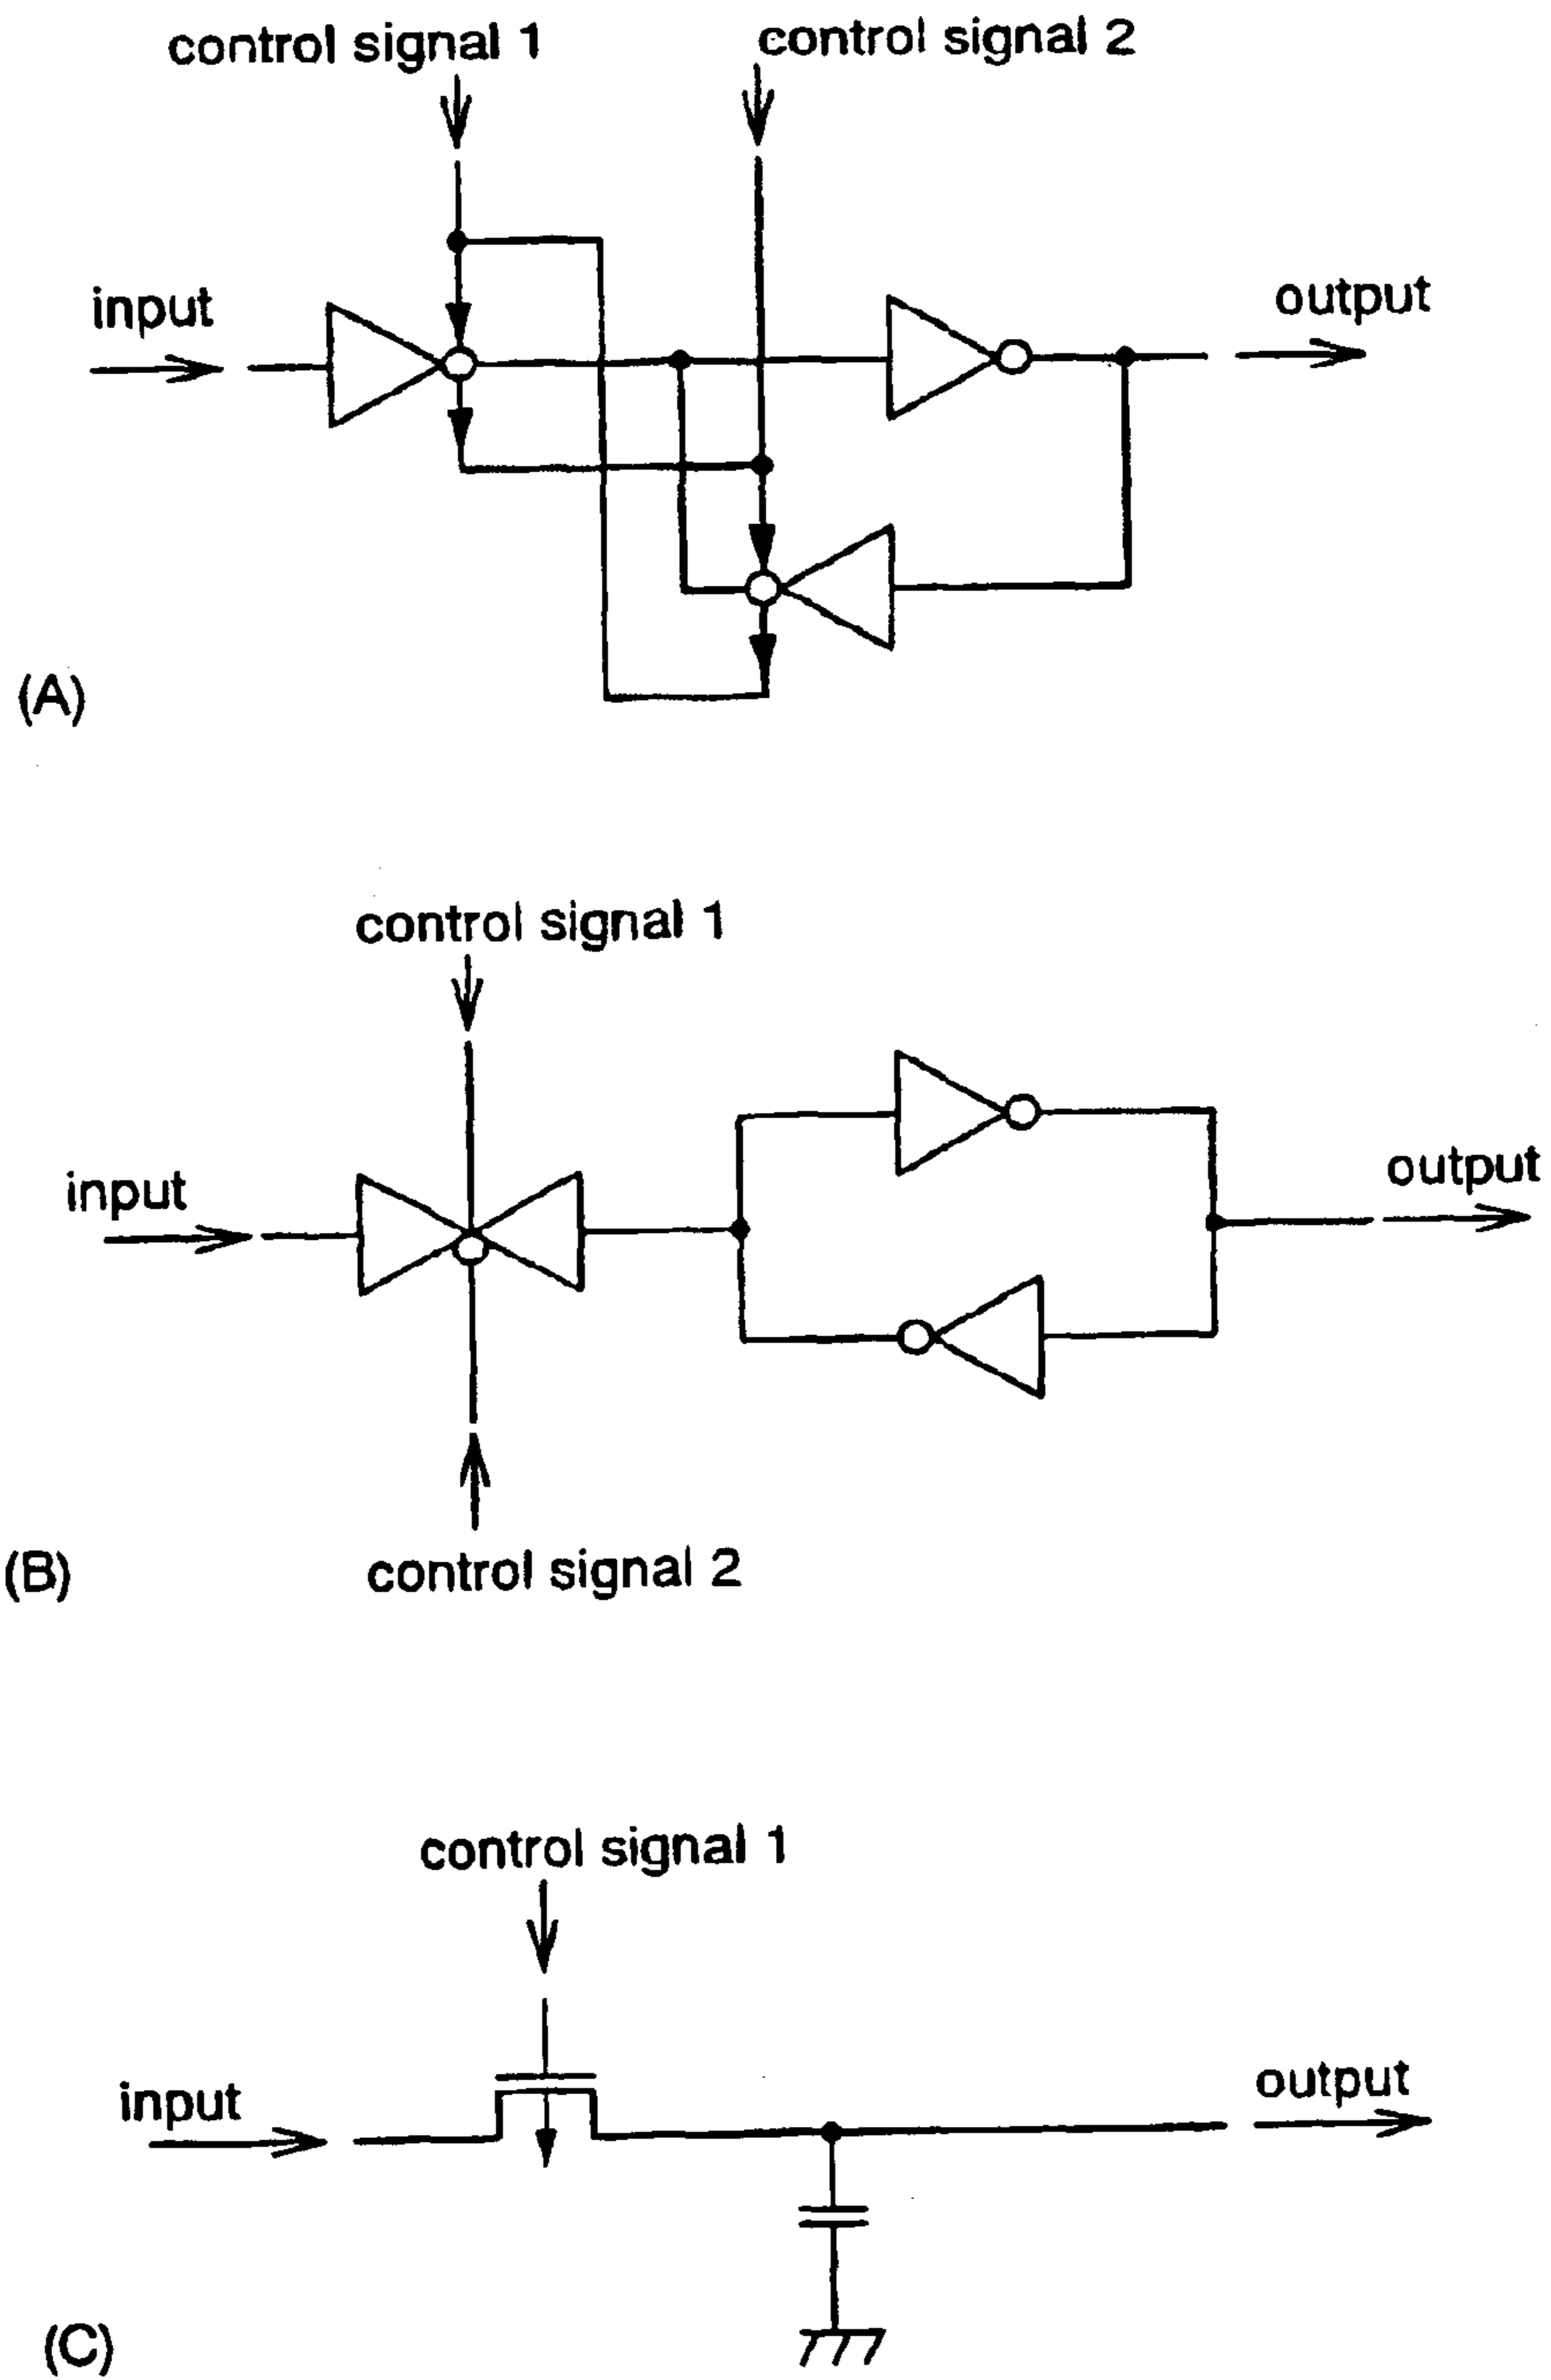 control signal 1
control signal 2
input
output
(A)
control signal 1
input
output
control signal 2
(B)
control signal 1
input
output
(C)